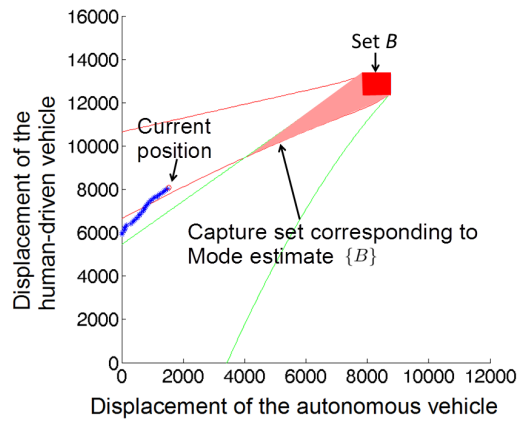 16000
14000
12000
10000
8000
6000
4000
2000
0
0
2000
4000
6000
8000
10000
12000
Set B
Current
position
Capture set corresponding to
Mode estimate {B}
Displacement of the
human-driven vehicle
Displacement of the autonomous vehicle